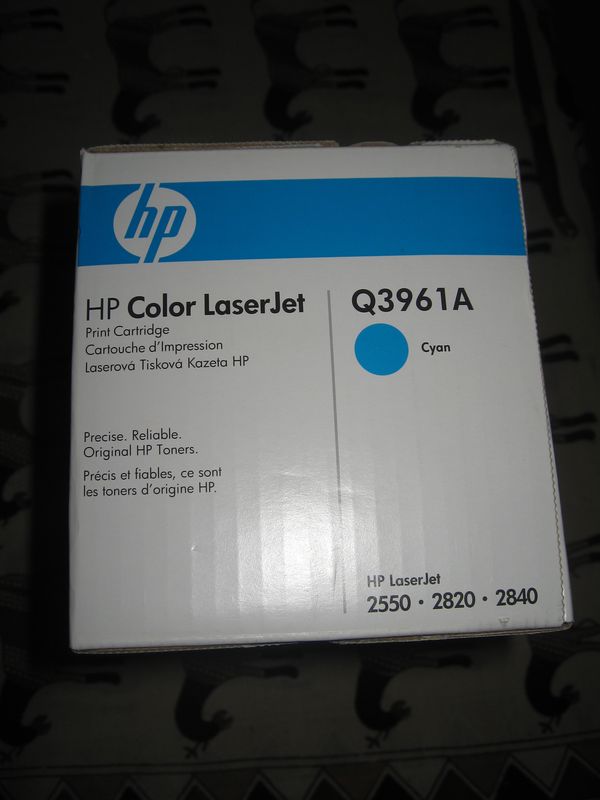 hp
HP Color LaserJet
Print Cartridge
Cartouche d'Impression
Laserová Tisková Kazeta HP
Precise. Reliable.
Original HP Toners.
Précis et fiables, ce sont
les toners d'origine HP.
Q3961A
Cyan
HP LaserJet
2550 • 2820 • 2840